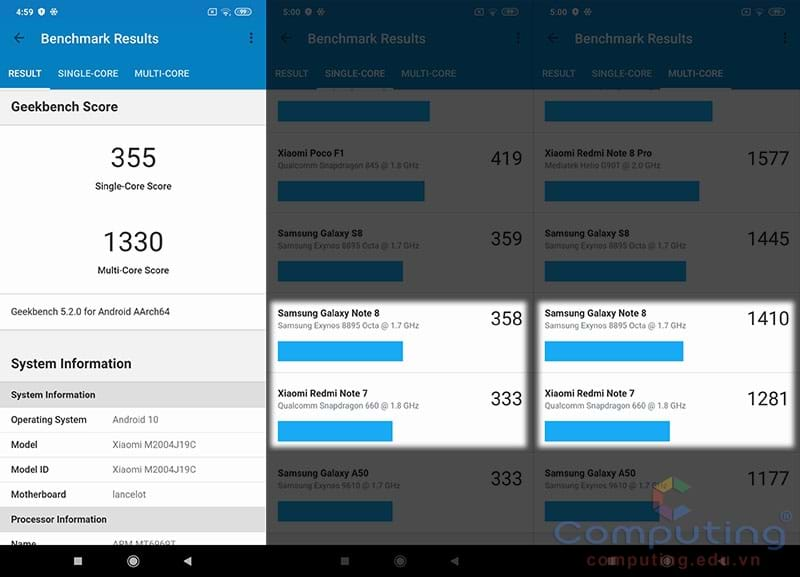 4:59
99
Benchmark Results
RESULT SINGLE-CORE MULTI-CORE
Geekbench Score
355
Single-Core Score
1330
Multi-Core Score
Geekbench 5.2.0 for Android AArch64
System Information
System Information
Operating System Android 10
Model Xiaomi M2004J19C
Model ID Xiaomi M2004J19C
Motherboard lancelot
Processor Information
Name ARM MT6969T
5:00
99
Benchmark Results
RESULT SINGLE-CORE MULTI-CORE
Xiaomi Poco F1
Qualcomm Snapdragon 845 @ 1.8 GHz
419
Samsung Galaxy S8
Samsung Exynos 8895 Octa @ 1.7 GHz
359
Samsung Galaxy Note 8
Samsung Exynos 8895 Octa @ 1.7 GHz
358
Xiaomi Redmi Note 7
Qualcomm Snapdragon 660 @ 1.8 GHz
333
Samsung Galaxy A50
Samsung Exynos 9610 @ 1.7 GHz
333
5:00
99
Benchmark Results
RESULT SINGLE-CORE MULTI-CORE
Xiaomi Redmi Note 8 Pro
Mediatek Helio G90T @ 2.0 GHz
1577
Samsung Galaxy S8
Samsung Exynos 8895 Octa @ 1.7 GHz
1445
Samsung Galaxy Note 8
Samsung Exynos 8895 Octa @ 1.7 GHz
1410
Xiaomi Redmi Note 7
Qualcomm Snapdragon 660 @ 1.8 GHz
1281
Samsung Galaxy A50
Samsung Exynos 9610 @ 1.7 GHz
1177
Computing®
computing.edu.vn